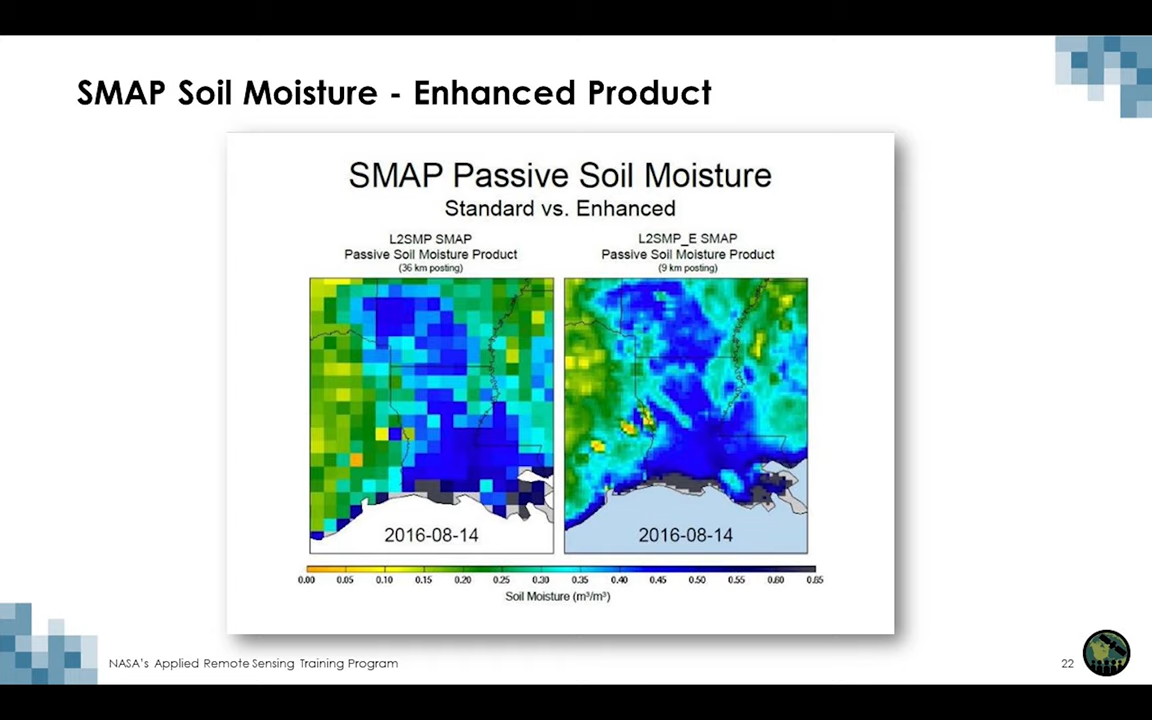 SMAP Soil Moisture - Enhanced Product
SMAP Passive Soil Moisture
Standard vs. Enhanced
L2SMP SMAP
Passive Soil Moisture Product
(36 km posting)
L2SMP_E SMAP
Passive Soil Moisture Product
(9 km posting)
2016-08-14
2016-08-14
0.00 0.05 0.10 0.15 0.20 0.25 0.30 0.35 0.40 0.45 0.50 0.55 0.60 0.65
Soil Moisture (m³/m³)
NASA's Applied Remote Sensing Training Program
22